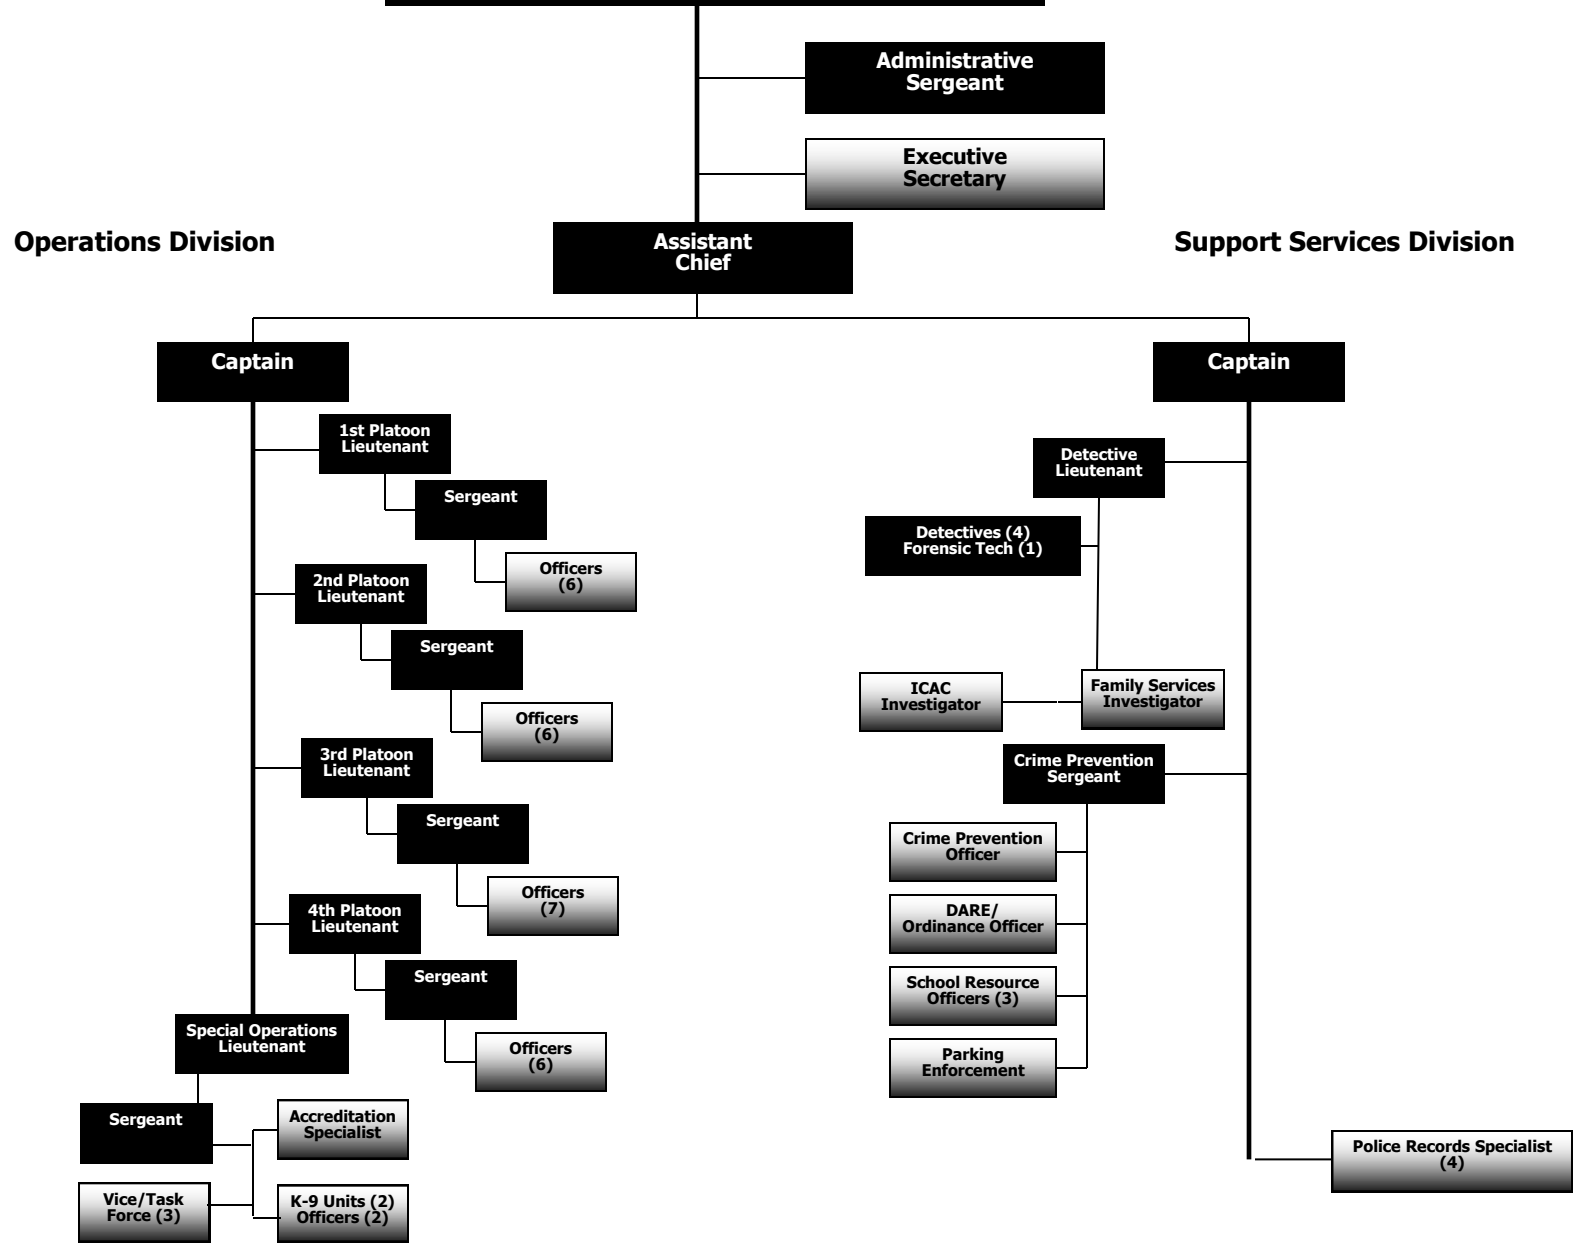 Administrative
Sergeant
Executive
Secretary
Operations Division
Assistant
Chief
Support Services Division
Captain
Captain
1st Platoon
Lieutenant
Sergeant
Officers
(6)
2nd Platoon
Lieutenant
Sergeant
Officers
(6)
3rd Platoon
Lieutenant
Sergeant
Officers
(7)
4th Platoon
Lieutenant
Sergeant
Officers
(6)
Special Operations
Lieutenant
Sergeant
Accreditation
Specialist
Vice/Task
Force (3)
K-9 Units (2)
Officers (2)
Detective
Lieutenant
Detectives (4)
Forensic Tech (1)
ICAC
Investigator
Family Services
Investigator
Crime Prevention
Sergeant
Crime Prevention
Officer
DARE/
Ordinance Officer
School Resource
Officers (3)
Parking
Enforcement
Police Records Specialist
(4)